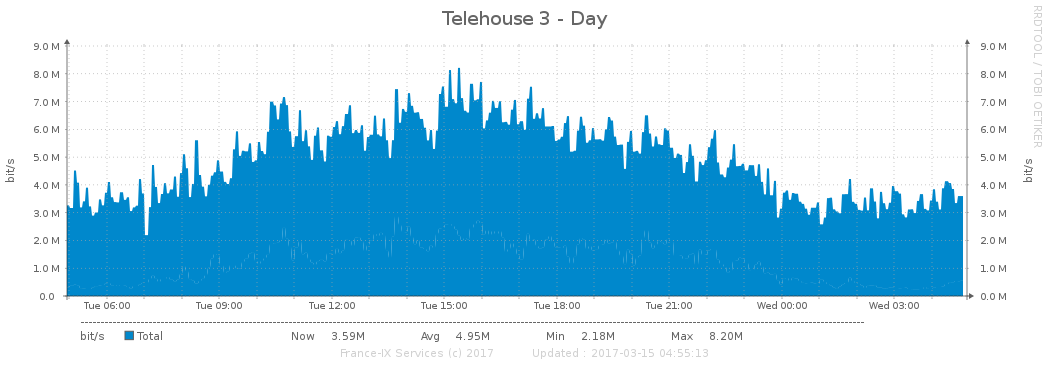 Telehouse 3 - Day
RRDTOOL / TOBI OETIKER
9.0 M 9.0 M
8.0 M 8.0 M
7.0 M 7.0 M
6.0 M 6.0 M
5.0 M 5.0 M
4.0 M 4.0 M
3.0 M 3.0 M
2.0 M 2.0 M
1.0 M 1.0 M
0.0 0.0 M
bit/s bit/s
Tue 06:00 Tue 09:00 Tue 12:00 Tue 15:00 Tue 18:00 Tue 21:00 Wed 00:00 Wed 03:00
bit/s Total Now 3.59M Avg 4.95M Min 2.18M Max 8.20M
France-IX Services (c) 2017 Updated : 2017-03-15 04:55:13